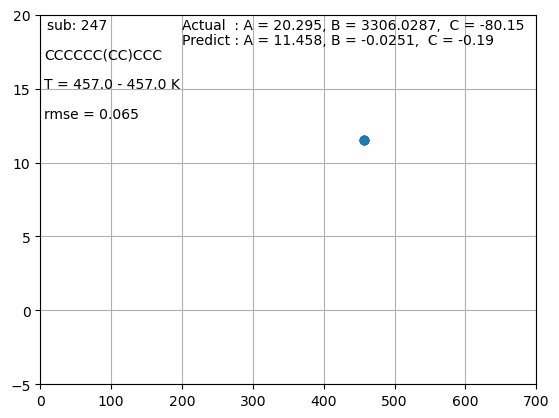 sub: 247
Actual : A = 20.295, B = 3306.0287, C = -80.15
Predict : A = 11.458, B = -0.0251, C = -0.19
CCCCCC(CC)CCC
T = 457.0 - 457.0 K
rmse = 0.065
20
15
10
5
0
−5
0 100 200 300 400 500 600 700